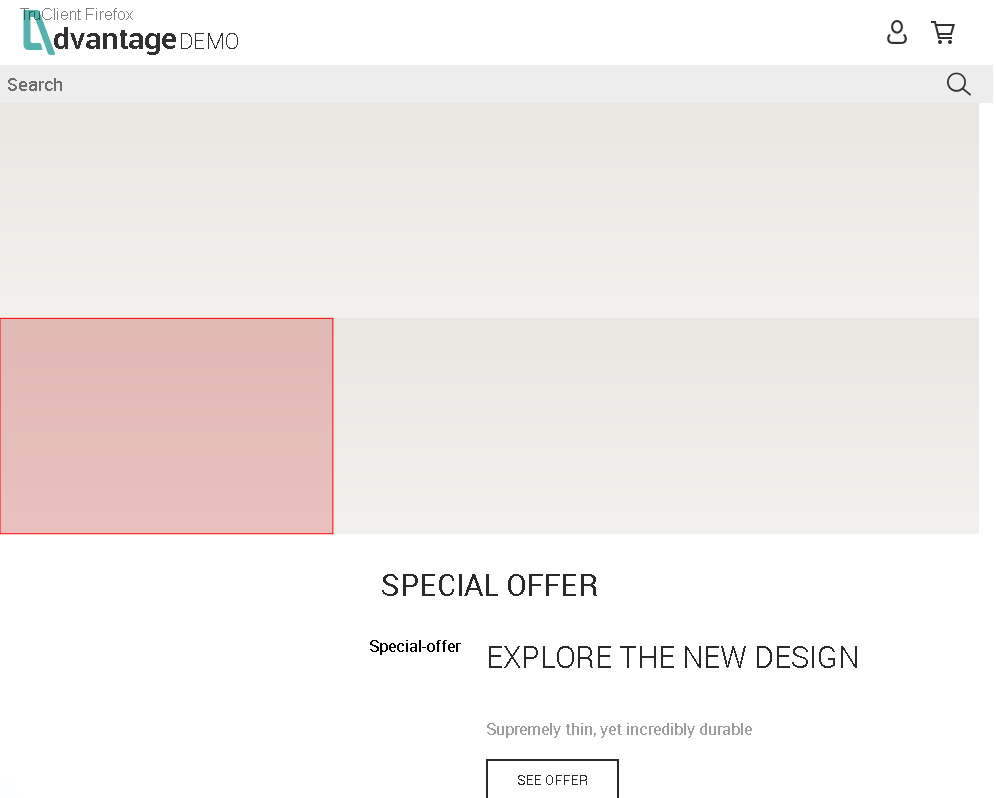 TruClient Firefox
dvantage DEMO
Search
SPECIAL OFFER
Special-offer
EXPLORE THE NEW DESIGN
Supremely thin, yet incredibly durable
SEE OFFER